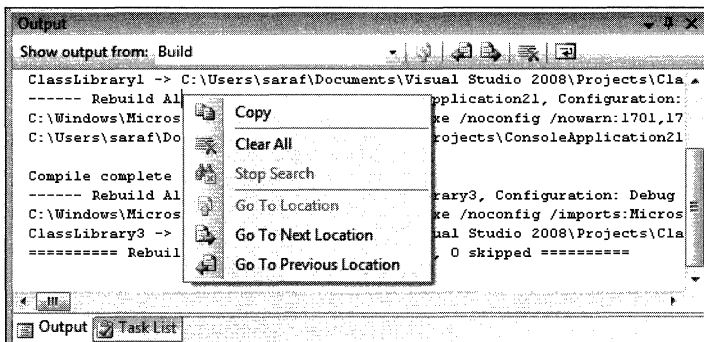 Output
Show output from: Build
ClassLibrary1 -> C:\Users\saraf\Documents\Visual Studio 2008\Projects\Cla
------ Rebuild Al pplication21, Configuration:
C:\Windows\Micros xe /noconfig /nowarn:1701,17
C:\Users\saraf\Do rojects\ConsoleApplication21
Compile complete
------ Rebuild Al rary3, Configuration: Debug
C:\Windows\Micros xe /noconfig /imports:Micros
ClassLibrary3 -> ual Studio 2008\Projects\Cla
========== Rebuil , 0 skipped ==========
Copy
Clear All
Stop Search
Go To Location
Go To Next Location
Go To Previous Location
Output Task List